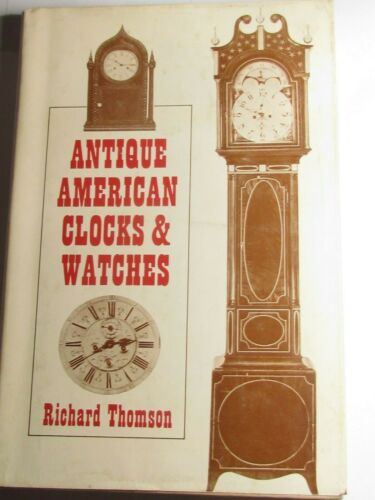 ANTIQUE
AMERICAN
CLOCKS &
WATCHES
Richard Thomson